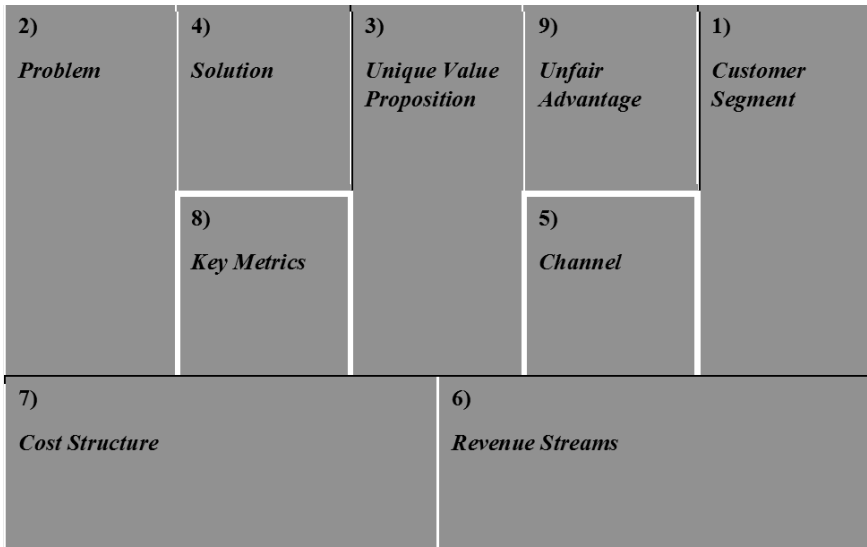 2)
Problem
4)
Solution
3)
Unique Value
Proposition
9)
Unfair
Advantage
1)
Customer
Segment
8)
Key Metrics
5)
Channel
7)
Cost Structure
6)
Revenue Streams